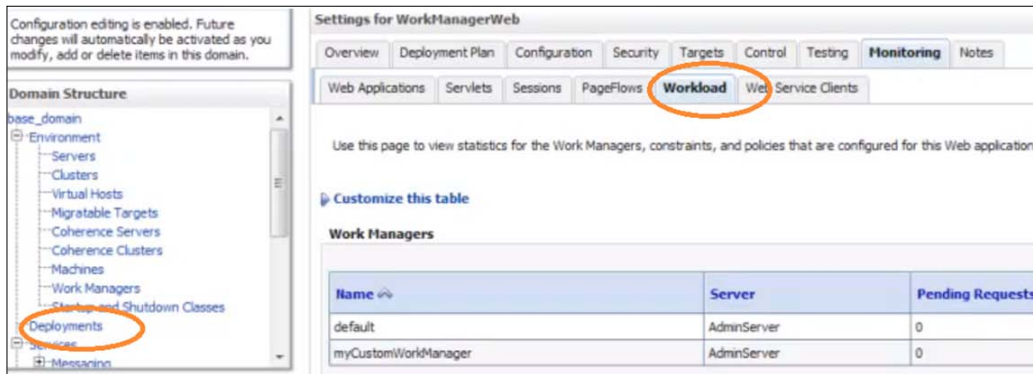 Configuration editing is enabled. Future
changes will automatically be activated as you
modify, add or delete items in this domain.
Domain Structure
base_domain
Environment
Servers
Clusters
Virtual Hosts
Migratable Targets
Coherence Servers
Coherence Clusters
Machines
Work Managers
Startup and Shutdown Classes
Deployments
Services
Messaging
Settings for WorkManagerWeb
Overview Deployment Plan Configuration Security Targets Control Testing Monitoring Notes
Web Applications Servlets Sessions PageFlows Workload Web Service Clients
Use this page to view statistics for the Work Managers, constraints, and policies that are configured for this Web application
Customize this table
Work Managers
Name Server Pending Requests
default AdminServer 0
myCustomWorkManager AdminServer 0